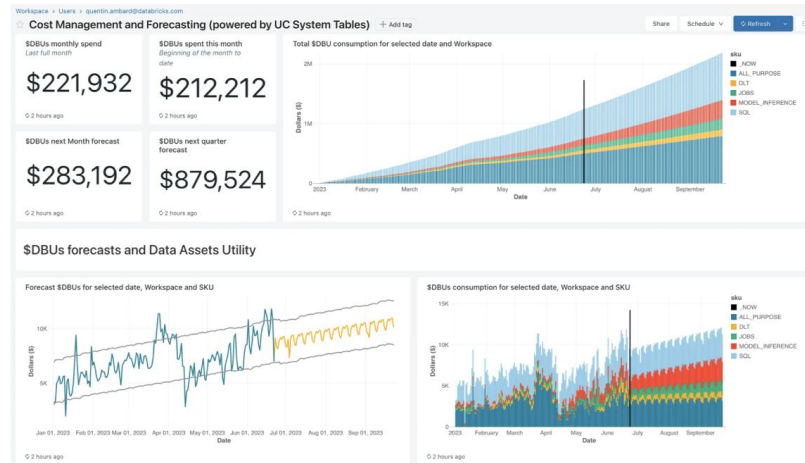 Workspace > Users > quentin.ambard@databricks.com
Cost Management and Forecasting (powered by UC System Tables)
+ Add tag
Share
Schedule
Refresh
$DBUs monthly spend
Last full month
$221,932
2 hours ago
$DBUs spent this month
Beginning of the month to
date
$212,212
2 hours ago
$DBUs next Month forecast
$283,192
2 hours ago
$DBUs next quarter
forecast
$879,524
2 hours ago
Total $DBU consumption for selected date and Workspace
Dollars ($)
2M
1M
0
2023 February March April May June July August September
Date
sku
_NOW
ALL_PURPOSE
DLT
JOBS
MODEL_INFERENCE
SQL
2 hours ago
$DBUs forecasts and Data Assets Utility
Forecast $DBUs for selected date, Workspace and SKU
Dollars ($)
10K
5K
Jan 01, 2023 Feb 01, 2023 Mar 01, 2023 Apr 01, 2023 May 01, 2023 Jun 01, 2023 Jul 01, 2023 Aug 01, 2023 Sep 01, 2023
Date
2 hours ago
$DBUs consumption for selected date, Workspace and SKU
Dollars ($)
15K
10K
5K
0
2023 February March April May June July August September
Date
sku
_NOW
ALL_PURPOSE
DLT
JOBS
MODEL_INFERENCE
SQL
2 hours ago